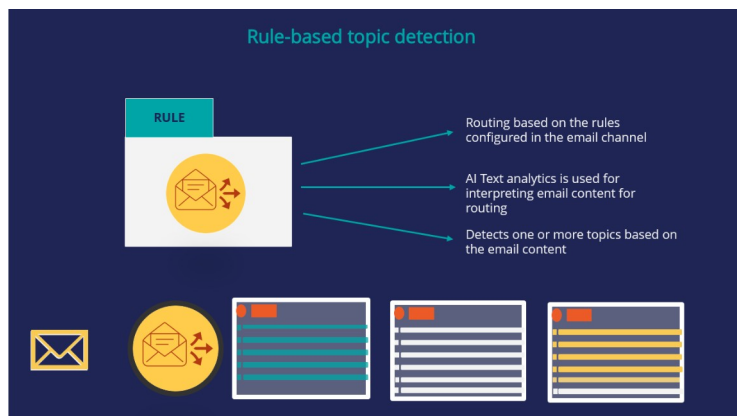 Rule-based topic detection
RULE
Routing based on the rules
configured in the email channel
AI Text analytics is used for
interpreting email content for
routing
Detects one or more topics based on
the email content